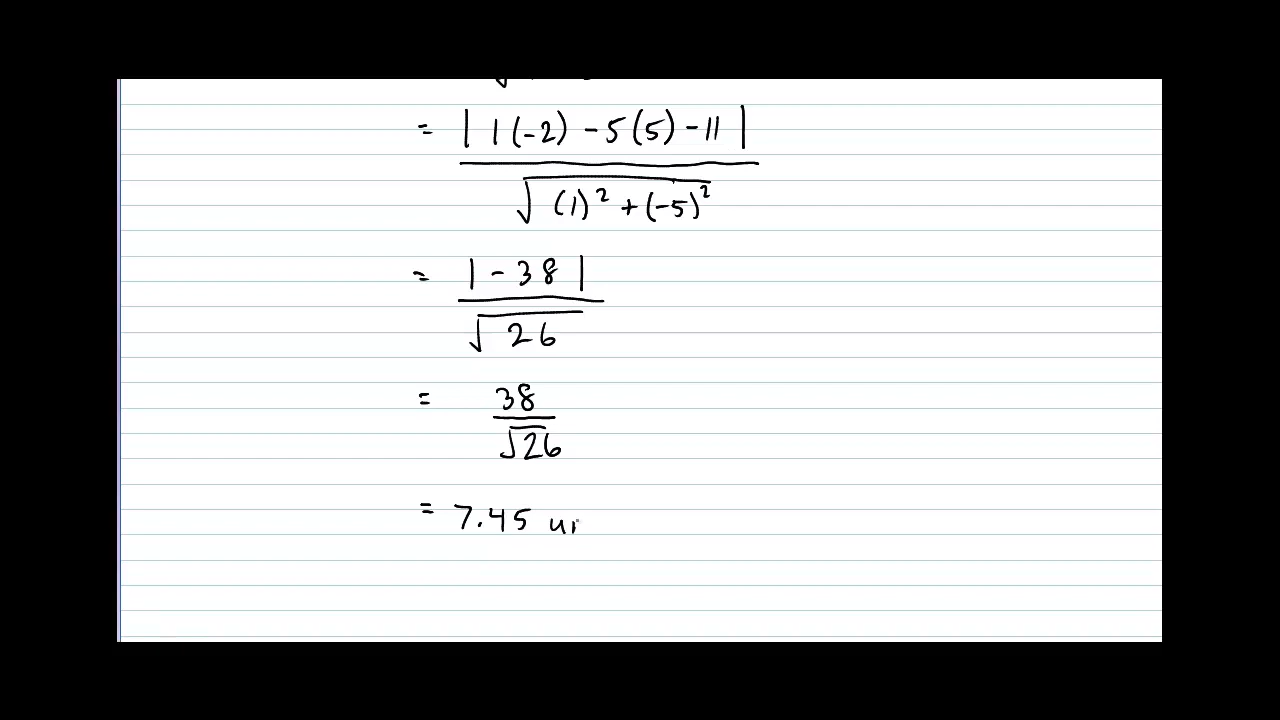 = | 1(-2) - 5(5) - 11 |
√(1)² + (-5)²
= | - 38 |
√26
= 38
√26
= 7.45